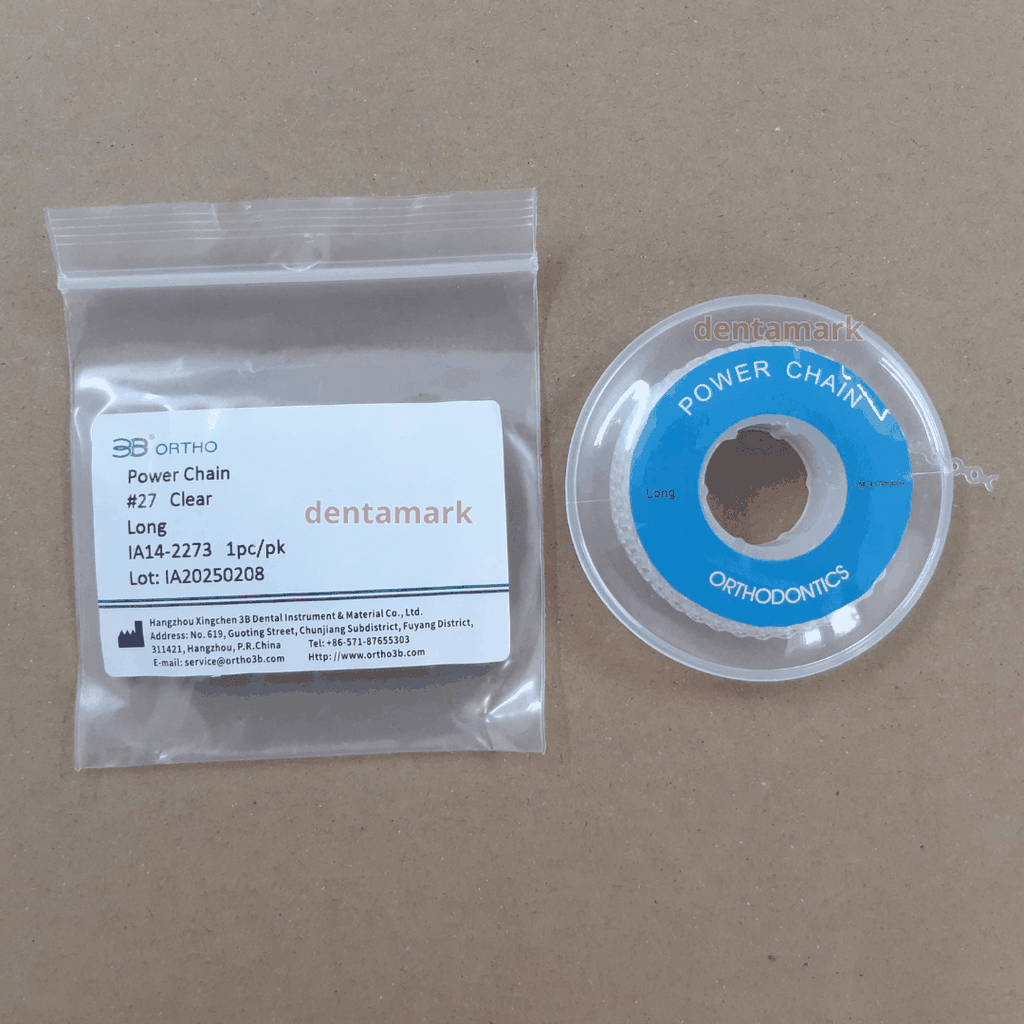 3B® ORTHO
Power Chain
#27 Clear
Long
IA14-2273 1pc/pk
Lot: IA20250208
Hangzhou Xingchen 3B Dental Instrument & Material Co., Ltd.
Address: No. 619, Guoting Street, Chunjiang Subdistrict, Fuyang District,
311421, Hangzhou, P.R.China Tel: +86-571-87655303
E-mail: service@ortho3b.com Http: //www.ortho3b.com
dentamark
dentamark
POWER CHAIN
Long
ORTHODONTICS